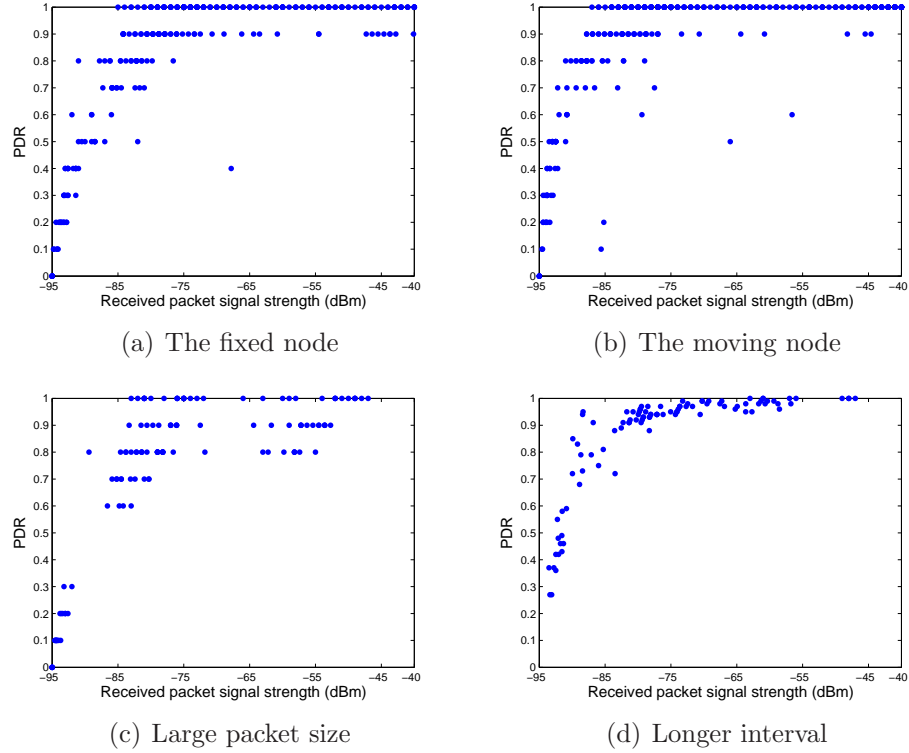 1
0.9
0.8
0.7
0.6
0.5
0.4
0.3
0.2
0.1
0
PDR
−95 −85 −75 −65 −55 −45 −40
Received packet signal strength (dBm)
(a) The fixed node
1
0.9
0.8
0.7
0.6
0.5
0.4
0.3
0.2
0.1
0
PDR
−95 −85 −75 −65 −55 −45 −40
Received packet signal strength (dBm)
(b) The moving node
1
0.9
0.8
0.7
0.6
0.5
0.4
0.3
0.2
0.1
0
PDR
−95 −85 −75 −65 −55 −45 −40
Received packet signal strength (dBm)
(c) Large packet size
1
0.9
0.8
0.7
0.6
0.5
0.4
0.3
0.2
0.1
0
PDR
−95 −85 −75 −65 −55 −45 −40
Received packet signal strength (dBm)
(d) Longer interval